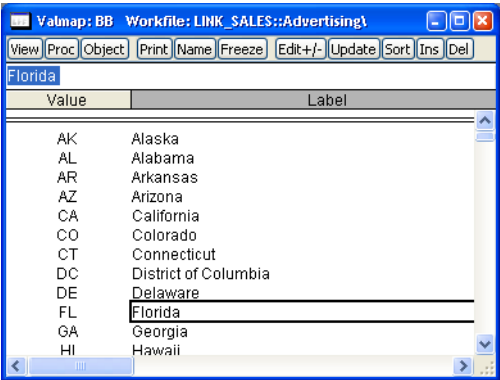 Valmap: BB Workfile: LINK_SALES::Advertising\
View Proc Object Print Name Freeze Edit+/- Update Sort Ins Del
Florida
Value Label
AK Alaska
AL Alabama
AR Arkansas
AZ Arizona
CA California
CO Colorado
CT Connecticut
DC District of Columbia
DE Delaware
FL Florida
GA Georgia
HI Hawaii